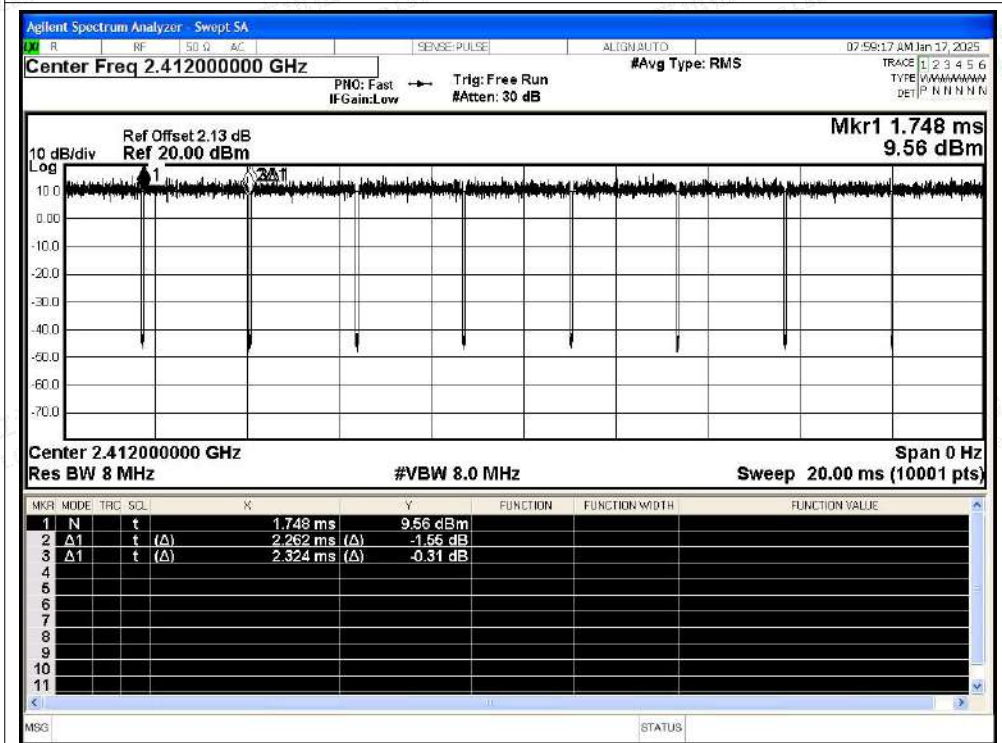 Agilent Spectrum Analyzer - Swept SA
LXI R RF 50 Ω AC SENSE:PULSE ALIGN AUTO 07:59:17 AM Jan 17, 2025
Center Freq 2.412000000 GHz #Avg Type: RMS TRACE 1 2 3 4 5 6
PNO: Fast Trig: Free Run TYPE WWWWWW
IFGain:Low #Atten: 30 dB DET P N N N N N
Mkr1 1.748 ms
9.56 dBm
Ref Offset 2.13 dB
10 dB/div Ref 20.00 dBm
Log
1
3Δ1
10.0
0.00
-10.0
-20.0
-30.0
-40.0
-50.0
-60.0
-70.0
Center 2.412000000 GHz Span 0 Hz
Res BW 8 MHz #VBW 8.0 MHz Sweep 20.00 ms (10001 pts)
MKR MODE TRC SCL X Y FUNCTION FUNCTION WIDTH FUNCTION VALUE
1 N t 1.748 ms 9.56 dBm
2 Δ1 t (Δ) 2.262 ms (Δ) -1.55 dB
3 Δ1 t (Δ) 2.324 ms (Δ) -0.31 dB
4
5
6
7
8
9
10
11
MSG STATUS